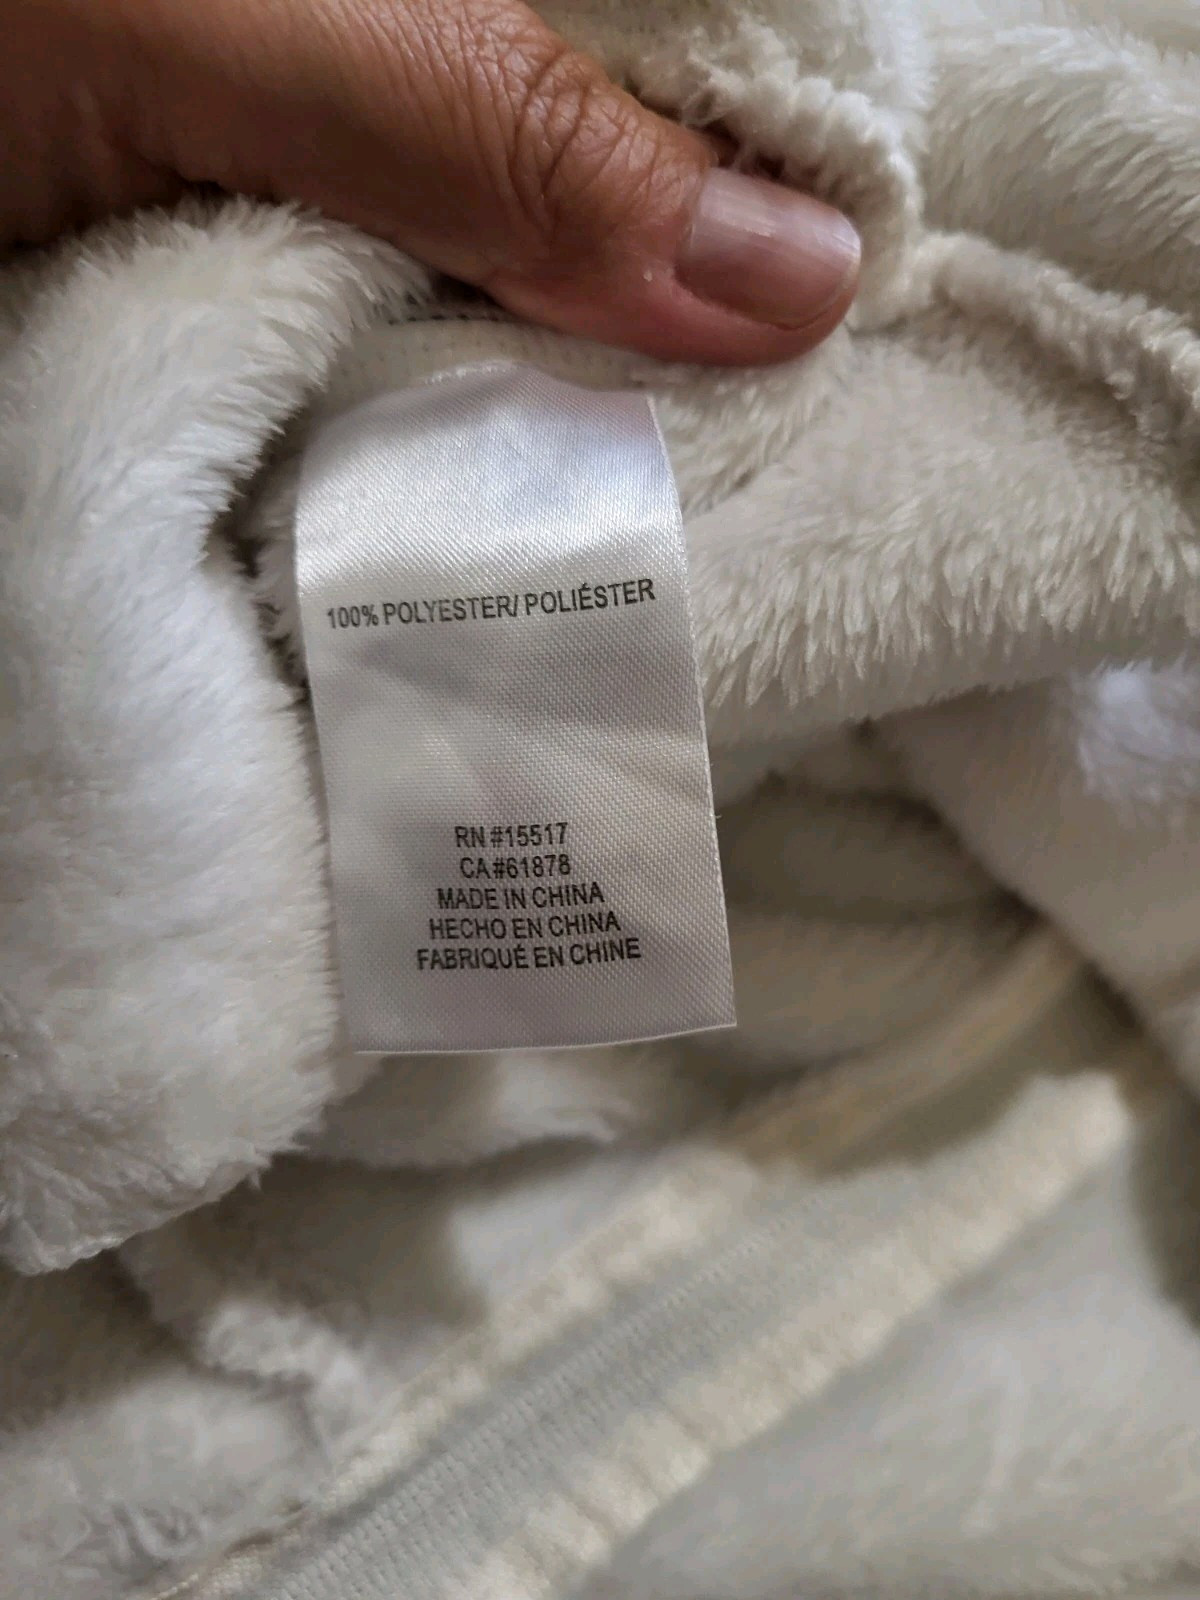 100% POLYESTER/ POLIÉSTER
RN #15517
CA#61878
MADE IN CHINA
HECHO EN CHINA
FABRIQUÉ EN CHINE